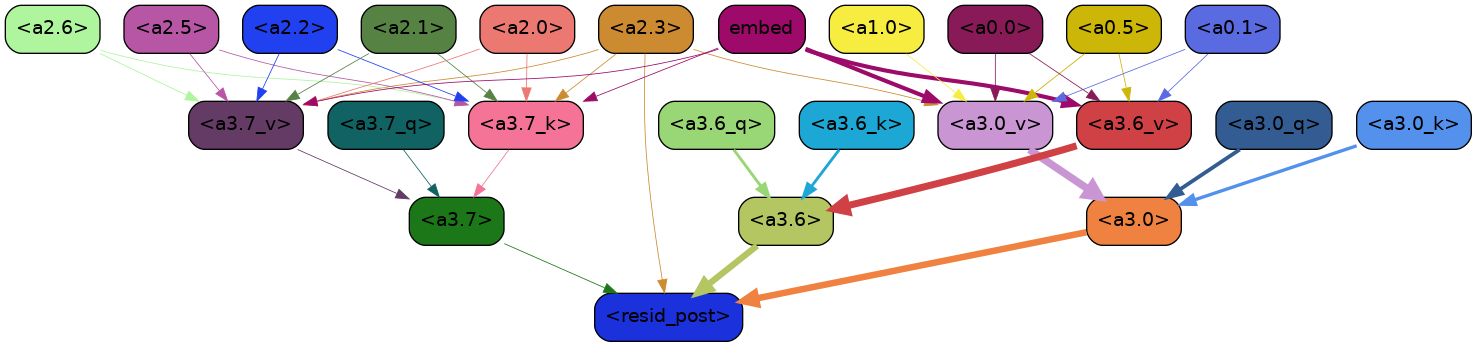 <a2.6> <a2.5> <a2.2> <a2.1> <a2.0> <a2.3> embed <a1.0> <a0.0> <a0.5> <a0.1>
<a3.7_v> <a3.7_q> <a3.7_k> <a3.6_q> <a3.6_k> <a3.0_v> <a3.6_v> <a3.0_q> <a3.0_k>
<a3.7> <a3.6> <a3.0>
<resid_post>